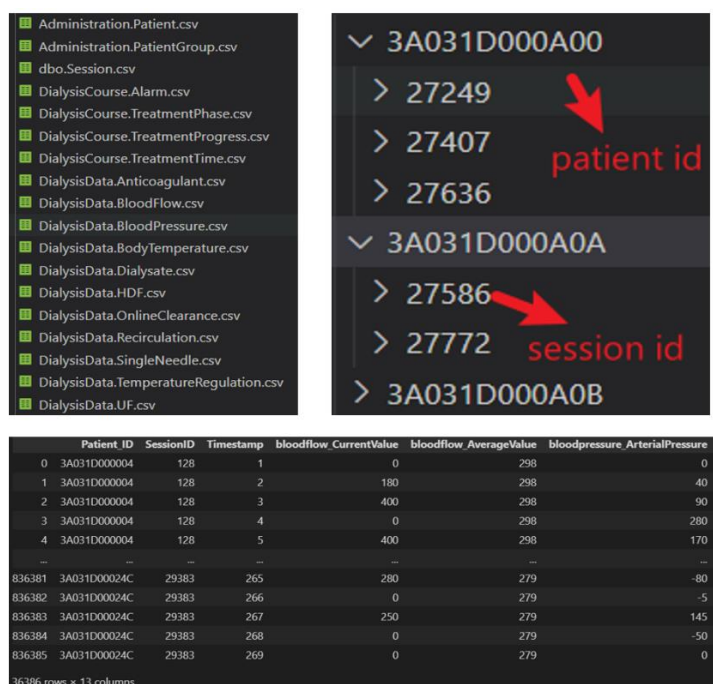 Administration.Patient.csv
Administration.PatientGroup.csv
dbo.Session.csv
DialysisCourse.Alarm.csv
DialysisCourse.TreatmentPhase.csv
DialysisCourse.TreatmentProgress.csv
DialysisCourse.TreatmentTime.csv
DialysisData.Anticoagulant.csv
DialysisData.BloodFlow.csv
DialysisData.BloodPressure.csv
DialysisData.BodyTemperature.csv
DialysisData.Dialysate.csv
DialysisData.HDF.csv
DialysisData.OnlineClearance.csv
DialysisData.Recirculation.csv
DialysisData.SingleNeedle.csv
DialysisData.TemperatureRegulation.csv
DialysisData.UF.csv
3A031D000A00
27249
27407
patient id
27636
3A031D000A0A
27586
27772 session id
3A031D000A0B
Patient_ID SessionID Timestamp bloodflow_CurrentValue bloodflow_AverageValue bloodpressure_ArterialPressure
0 3A031D000004 128 1 0 298 0
1 3A031D000004 128 2 180 298 40
2 3A031D000004 128 3 400 298 90
3 3A031D000004 128 4 0 298 280
4 3A031D000004 128 5 400 298 170
... ... ... ... ... ... ...
836381 3A031D00024C 29383 265 280 279 -80
836382 3A031D00024C 29383 266 0 279 -5
836383 3A031D00024C 29383 267 250 279 145
836384 3A031D00024C 29383 268 0 279 -50
836385 3A031D00024C 29383 269 0 279 0
36386 rows × 13 columns